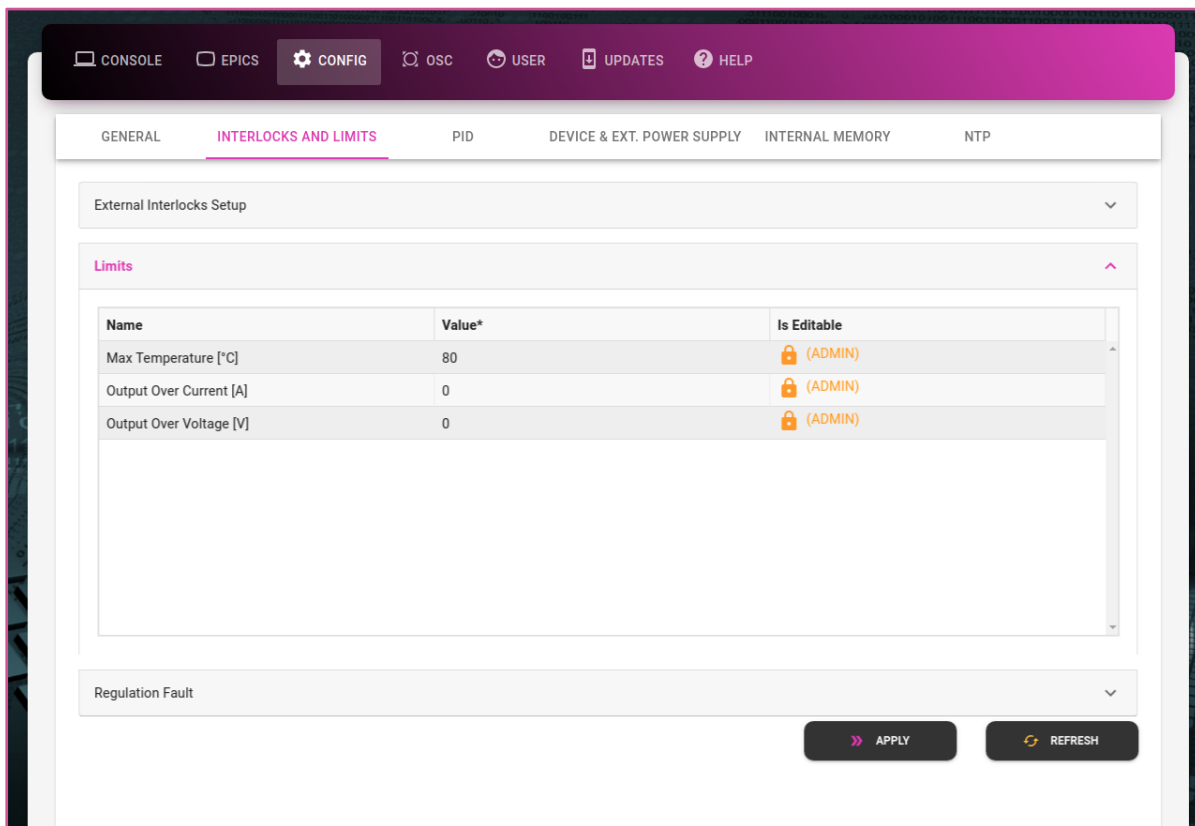 CONSOLE EPICS CONFIG OSC USER UPDATES HELP
GENERAL INTERLOCKS AND LIMITS PID DEVICE & EXT. POWER SUPPLY INTERNAL MEMORY NTP
External Interlocks Setup
Limits
Name Value* Is Editable
Max Temperature [°C] 80 (ADMIN)
Output Over Current [A] 0 (ADMIN)
Output Over Voltage [V] 0 (ADMIN)
Regulation Fault
APPLY REFRESH